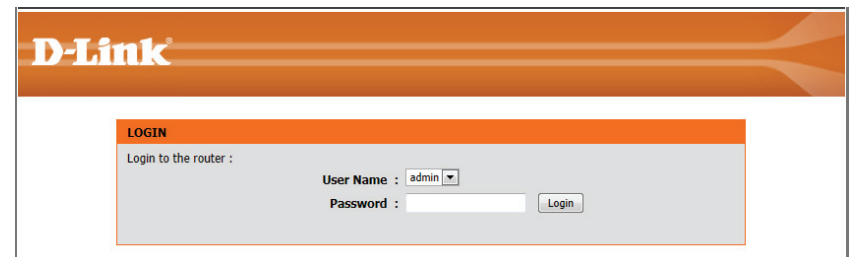 D-Link
LOGIN
Login to the router :
User Name : admin
Password :
Login